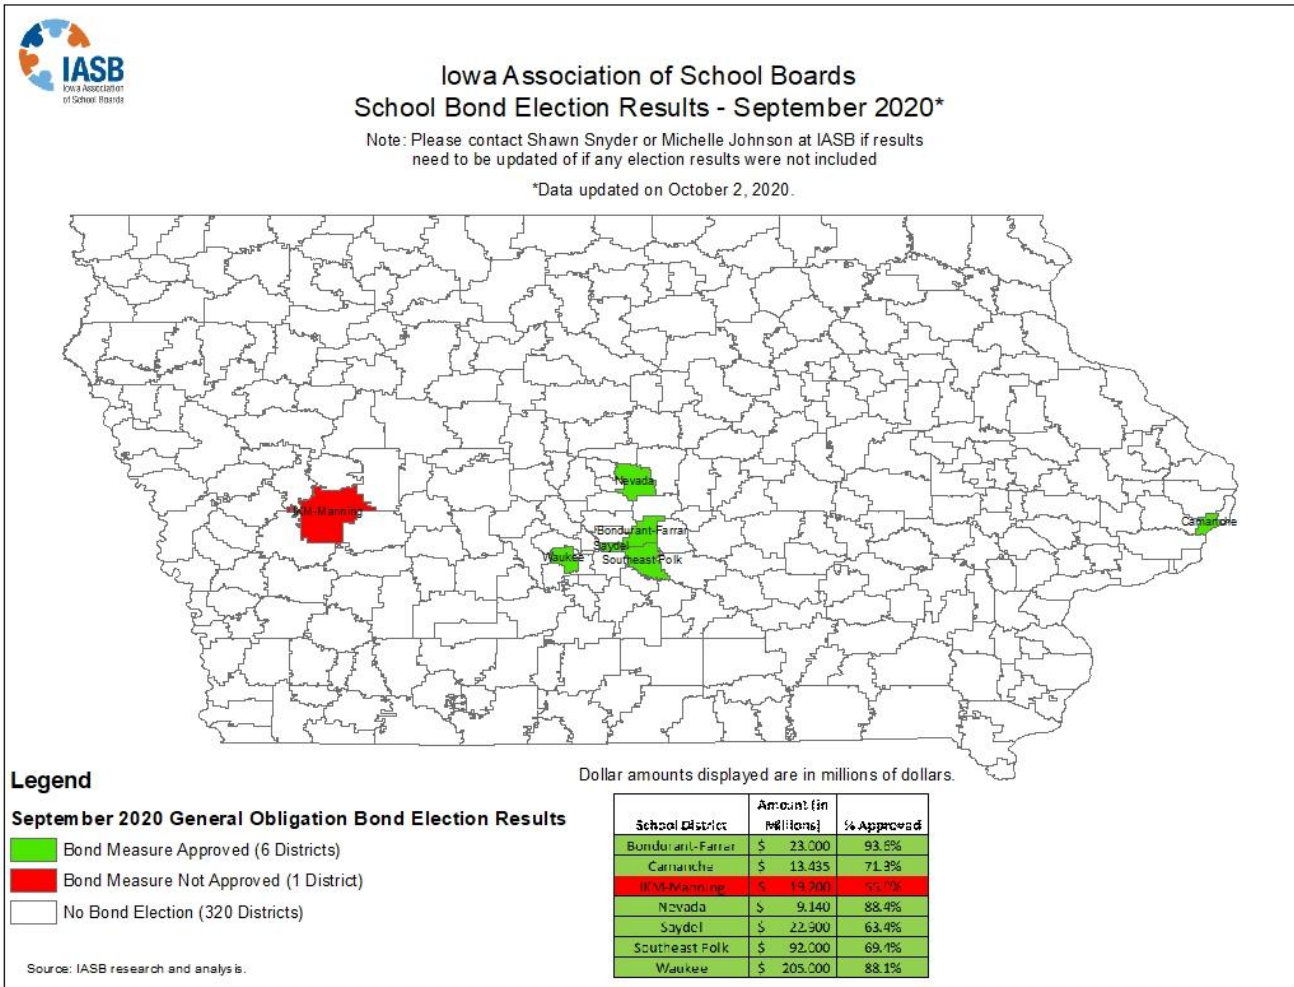 IASB
Iowa Association
of School Boards
Iowa Association of School Boards
School Bond Election Results - September 2020*
Note: Please contact Shawn Snyder or Michelle Johnson at IASB if results
need to be updated of if any election results were not included
*Data updated on October 2, 2020.
Nevada
IKM-Manning
Camanche
Bondurant-Farrar
Saydel
Waukee
Southeast Polk
Legend
Dollar amounts displayed are in millions of dollars.
September 2020 General Obligation Bond Election Results
Bond Measure Approved (6 Districts)
Bond Measure Not Approved (1 District)
No Bond Election (320 Districts)
School District Amount (in Millions) % Approved
Bondurant-Farrar $ 23.000 93.6%
Camanche $ 13.435 71.3%
IKM-Manning $ 19.200
Nevada $ 9.140 88.4%
Saydel $ 22.900 63.4%
Southeast Polk $ 92.000 69.4%
Waukee $ 205.000 88.1%
Source: IASB research and analysis.